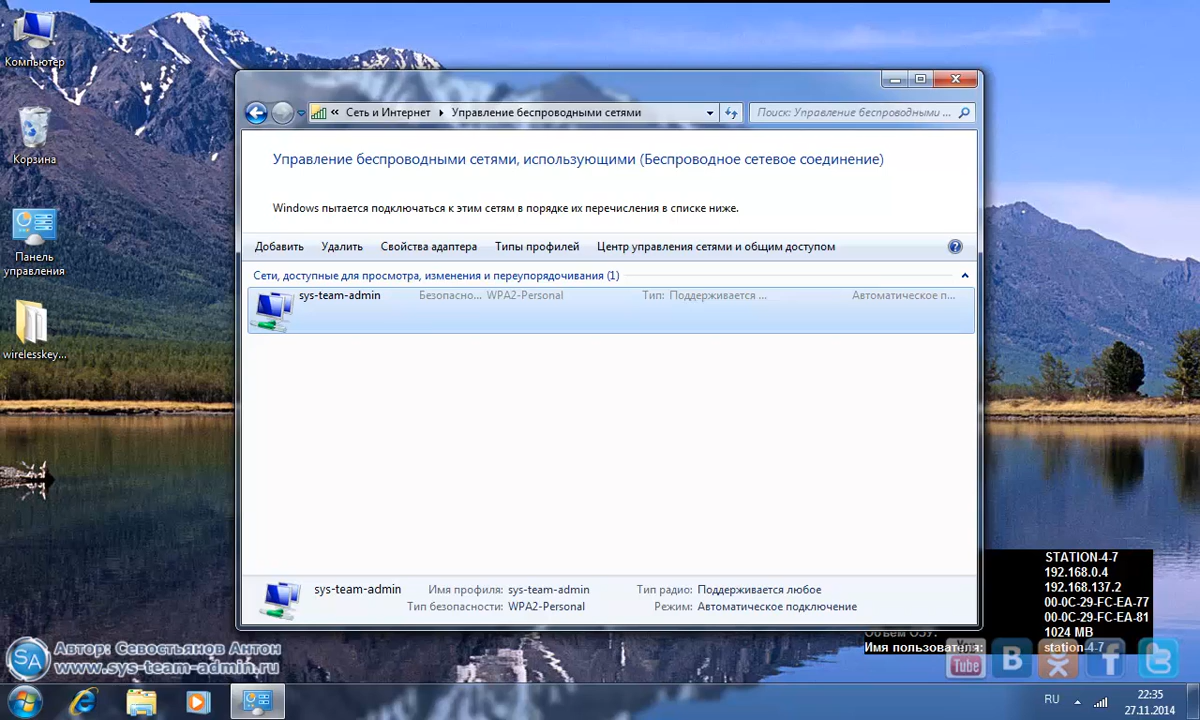 Компьютер
Корзина
Панель
управления
wirelesskey...
« Сеть и Интернет Управление беспроводными сетями
Поиск: Управление беспроводными ...
Управление беспроводными сетями, использующими (Беспроводное сетевое соединение)
Windows пытается подключаться к этим сетям в порядке их перечисления в списке ниже.
Добавить Удалить Свойства адаптера Типы профилей Центр управления сетями и общим доступом
Сети, доступные для просмотра, изменения и переупорядочивания (1)
sys-team-admin Безопасно... WPA2-Personal Тип: Поддерживается ... Автоматическое п...
sys-team-admin Имя профиля: sys-team-admin Тип радио: Поддерживается любое
Тип безопасности: WPA2-Personal Режим: Автоматическое подключение
STATION-4-7
192.168.0.4
192.168.137.2
00-0C-29-FC-EA-77
00-0C-29-FC-EA-81
Объем ОЗУ: 1024 MB
Имя пользователя: station-4-7
SA
Автор: Севостьянов Антон
www.sys-team-admin.ru
You
Tube
RU
22:35
27.11.2014